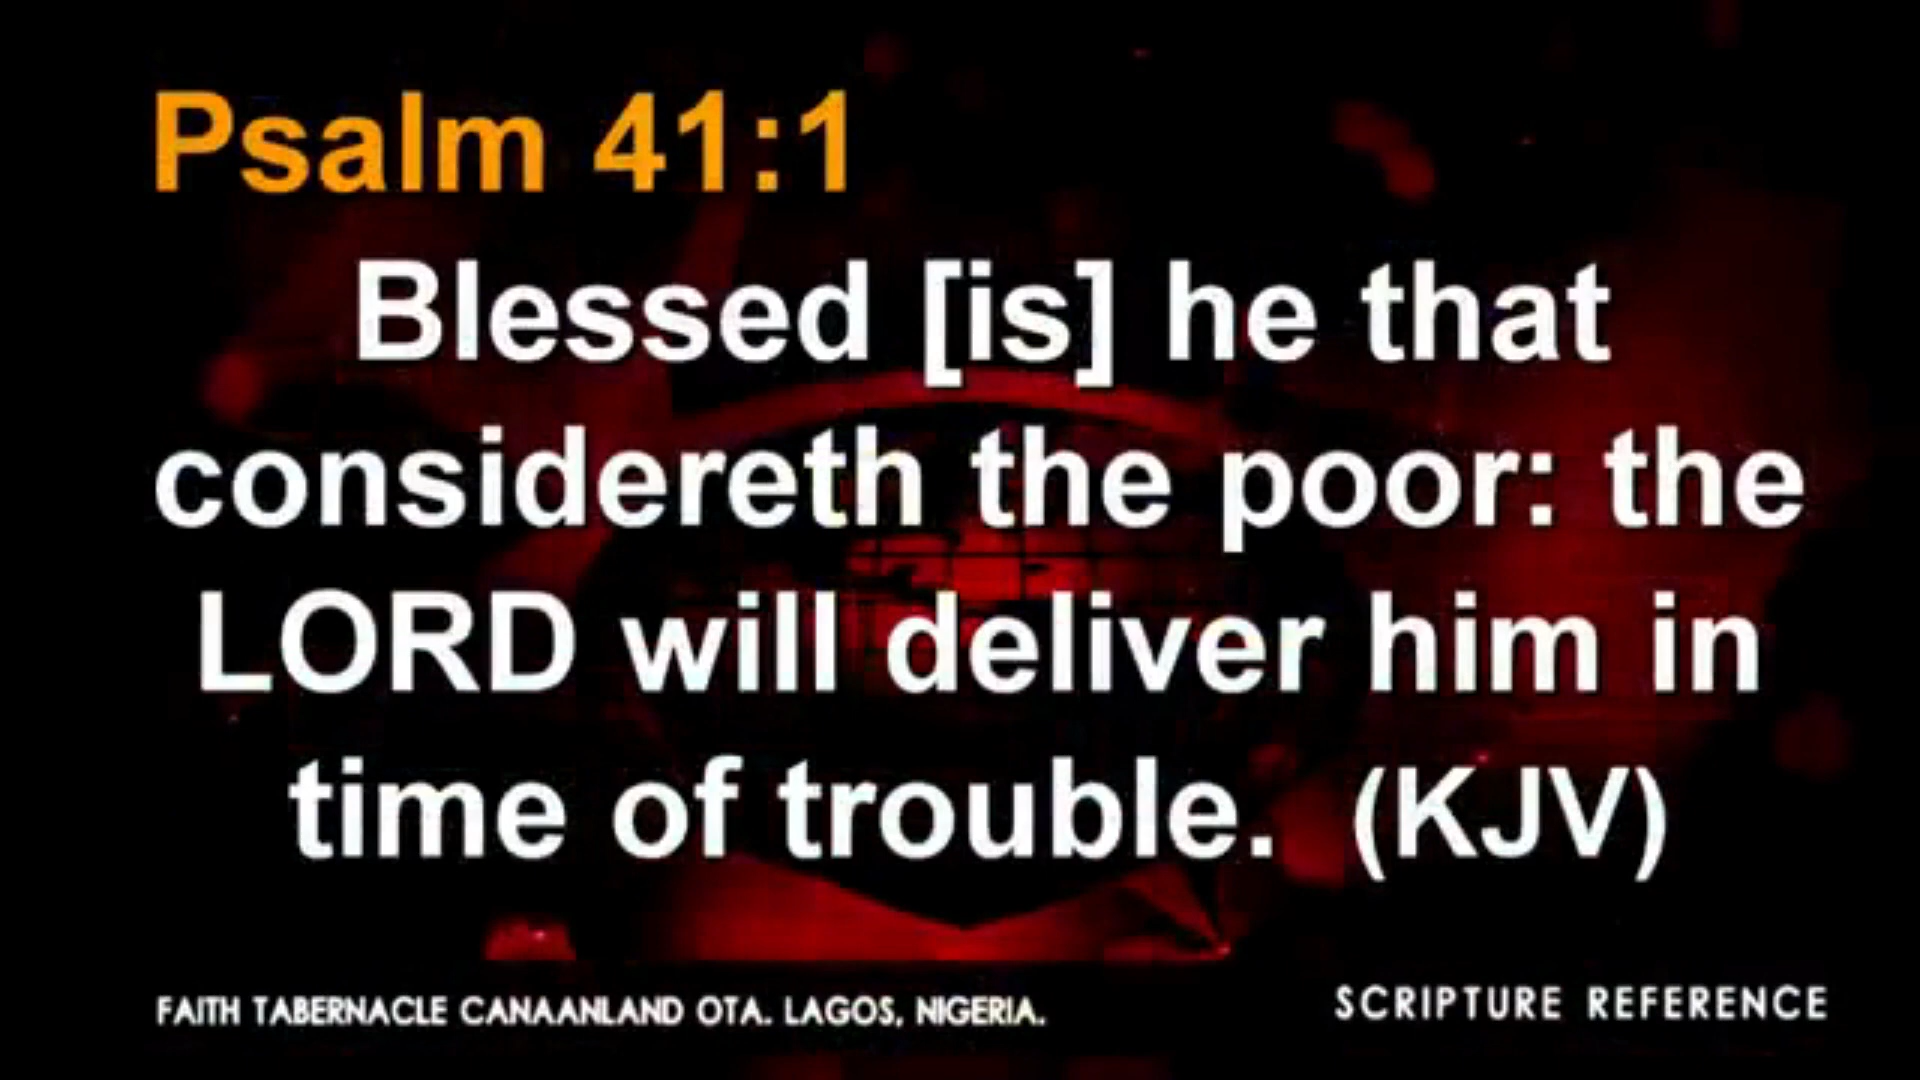 Psalm 41:1
Blessed [is] he that
considereth the poor: the
LORD will deliver him in
time of trouble. (KJV)
FAITH TABERNACLE CANAANLAND OTA. LAGOS, NIGERIA.
SCRIPTURE REFERENCE